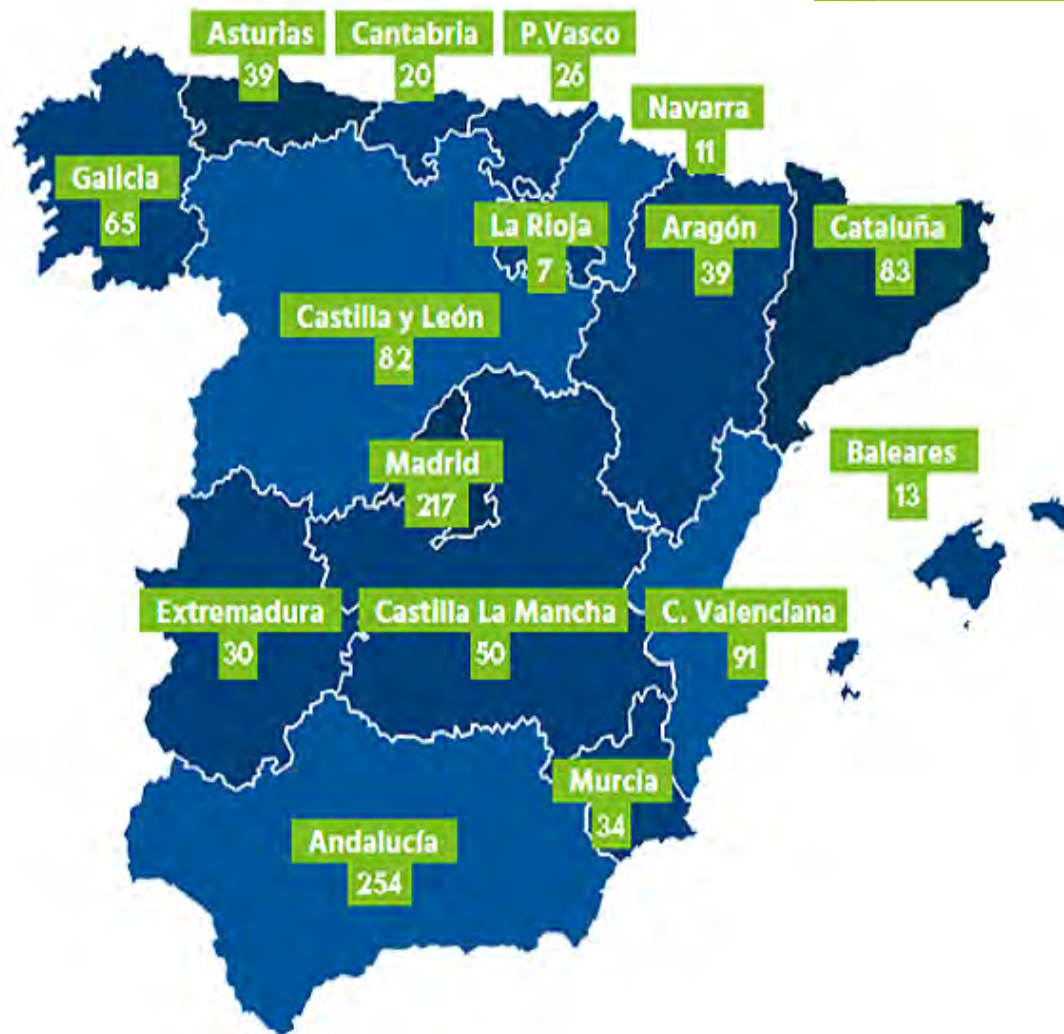 Asturias
39
Cantabria
20
P.Vasco
26
Navarra
11
Galicia
65
La Rioja
7
Aragón
39
Cataluña
83
Castilla y León
82
Madrid
217
Baleares
13
Extremadura
30
Castilla La Mancha
50
C. Valenciana
91
Murcia
34
Andalucía
254